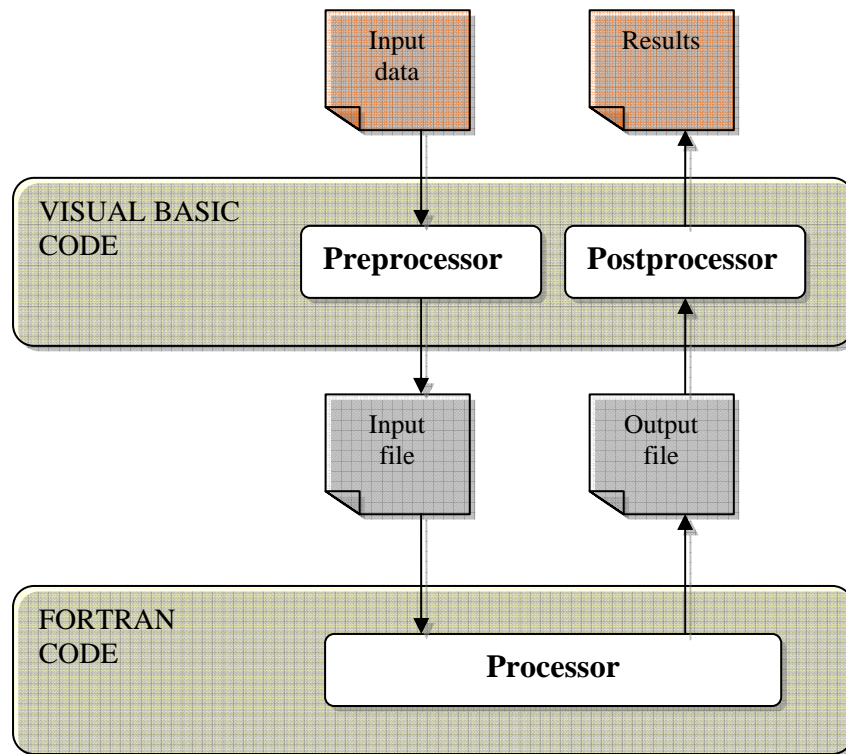 Input
data
Results
VISUAL BASIC
CODE
Preprocessor
Postprocessor
Input
file
Output
file
FORTRAN
CODE
Processor